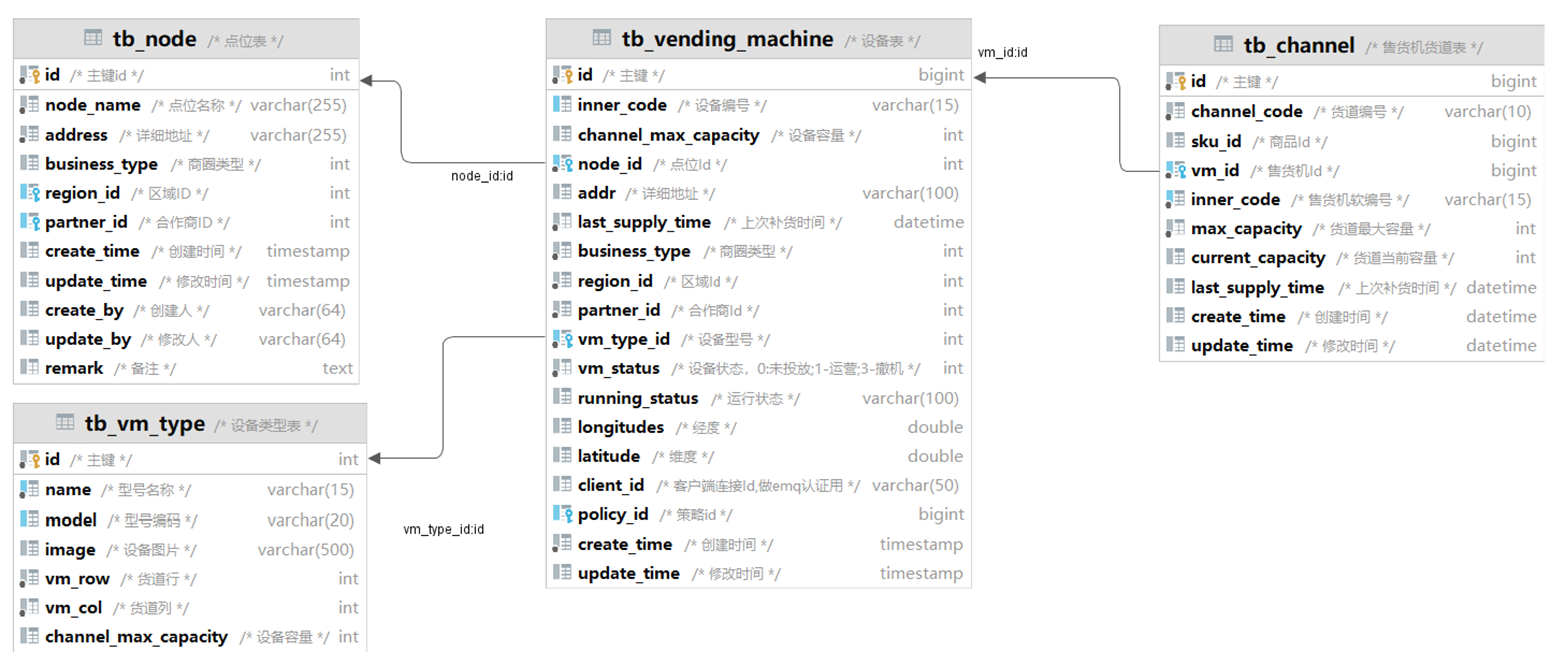 tb_node /* 点位表 */
id /* 主键id */ int
node_name /* 点位名称 */ varchar(255)
address /* 详细地址 */ varchar(255)
business_type /* 商圈类型 */ int
region_id /* 区域ID */ int
partner_id /* 合作商ID */ int
create_time /* 创建时间 */ timestamp
update_time /* 修改时间 */ timestamp
create_by /* 创建人 */ varchar(64)
update_by /* 修改人 */ varchar(64)
remark /* 备注 */ text
tb_vm_type /* 设备类型表 */
id /* 主键 */ int
name /* 型号名称 */ varchar(15)
model /* 型号编码 */ varchar(20)
image /* 设备图片 */ varchar(500)
vm_row /* 货道行 */ int
vm_col /* 货道列 */ int
channel_max_capacity /* 设备容量 */ int
node_id:id
vm_type_id:id
tb_vending_machine /* 设备表 */
id /* 主键 */ bigint
inner_code /* 设备编号 */ varchar(15)
channel_max_capacity /* 设备容量 */ int
node_id /* 点位Id */ int
addr /* 详细地址 */ varchar(100)
last_supply_time /* 上次补货时间 */ datetime
business_type /* 商圈类型 */ int
region_id /* 区域Id */ int
partner_id /* 合作商Id */ int
vm_type_id /* 设备型号 */ int
vm_status /* 设备状态，0:未投放;1-运营;3-撤机 */ int
running_status /* 运行状态 */ varchar(100)
longitudes /* 经度 */ double
latitude /* 维度 */ double
client_id /* 客户端连接Id,做emq认证用 */ varchar(50)
policy_id /* 策略id */ bigint
create_time /* 创建时间 */ timestamp
update_time /* 修改时间 */ timestamp
vm_id:id
tb_channel /* 售货机货道表 */
id /* 主键 */ bigint
channel_code /* 货道编号 */ varchar(10)
sku_id /* 商品Id */ bigint
vm_id /* 售货机Id */ bigint
inner_code /* 售货机软编号 */ varchar(15)
max_capacity /* 货道最大容量 */ int
current_capacity /* 货道当前容量 */ int
last_supply_time /* 上次补货时间 */ datetime
create_time /* 创建时间 */ datetime
update_time /* 修改时间 */ datetime